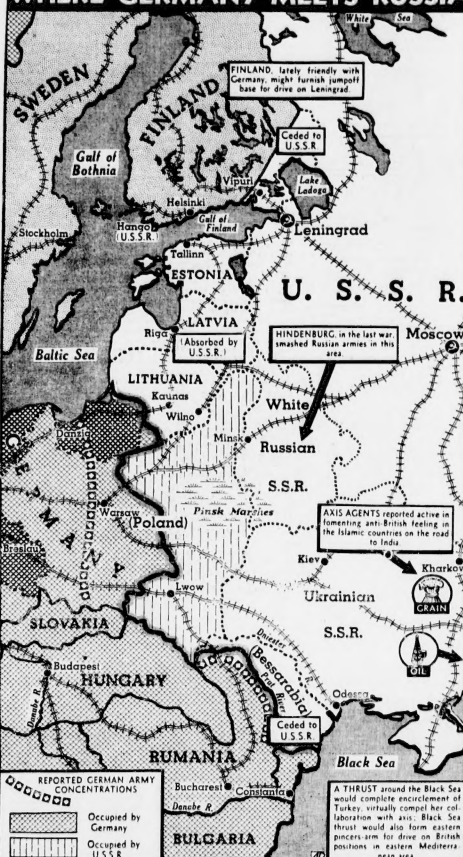 WHERE GERMANY MEETS RUSSIA
White Sea
SWEDEN
FINLAND, lately friendly with
Germany, might furnish jumpoff
base for drive on Leningrad.
FINLAND
Ceded to
U.S.S.R
Gulf of
Bothnia
Lake
Ladoga
Vipuri
Helsinki
Hango
(U.S.S.R.)
Gulf of
Finland
Leningrad
Stockholm
Tallinn
ESTONIA
U. S. S. R.
LATVIA
Riga
(Absorbed by
U.S.S.R.)
HINDENBURG, in the last war,
smashed Russian armies in this
area.
Moscow
Baltic Sea
LITHUANIA
Kaunas
Wilno
White
Danzig
Minsk
Russian
GERMANY
S.S.R.
Pinsk Marshes
Warsaw
(Poland)
AXIS AGENTS reported active in
fomenting anti-British feeling in
the Islamic countries on the road
to India.
Breslau
Kiev
Kharkov
Lwow
Ukrainian
GRAIN
SLOVAKIA
S.S.R.
Dniester R.
Budapest
HUNGARY
(Bessarabia)
Prut River
OIL
Danube R.
Odessa
Ceded to
U.S.S.R.
RUMANIA
Black Sea
REPORTED GERMAN ARMY
CONCENTRATIONS
Bucharest
Constanta
Danube R.
Occupied by
Germany
Occupied by
U.S.S.R.
BULGARIA
A THRUST around the Black Sea
would complete encirclement of
Turkey, virtually compel her col-
laboration with axis; Black Sea
thrust would also form eastern
pincers-arm for drive on British
positions in eastern Mediterra-
nean area.